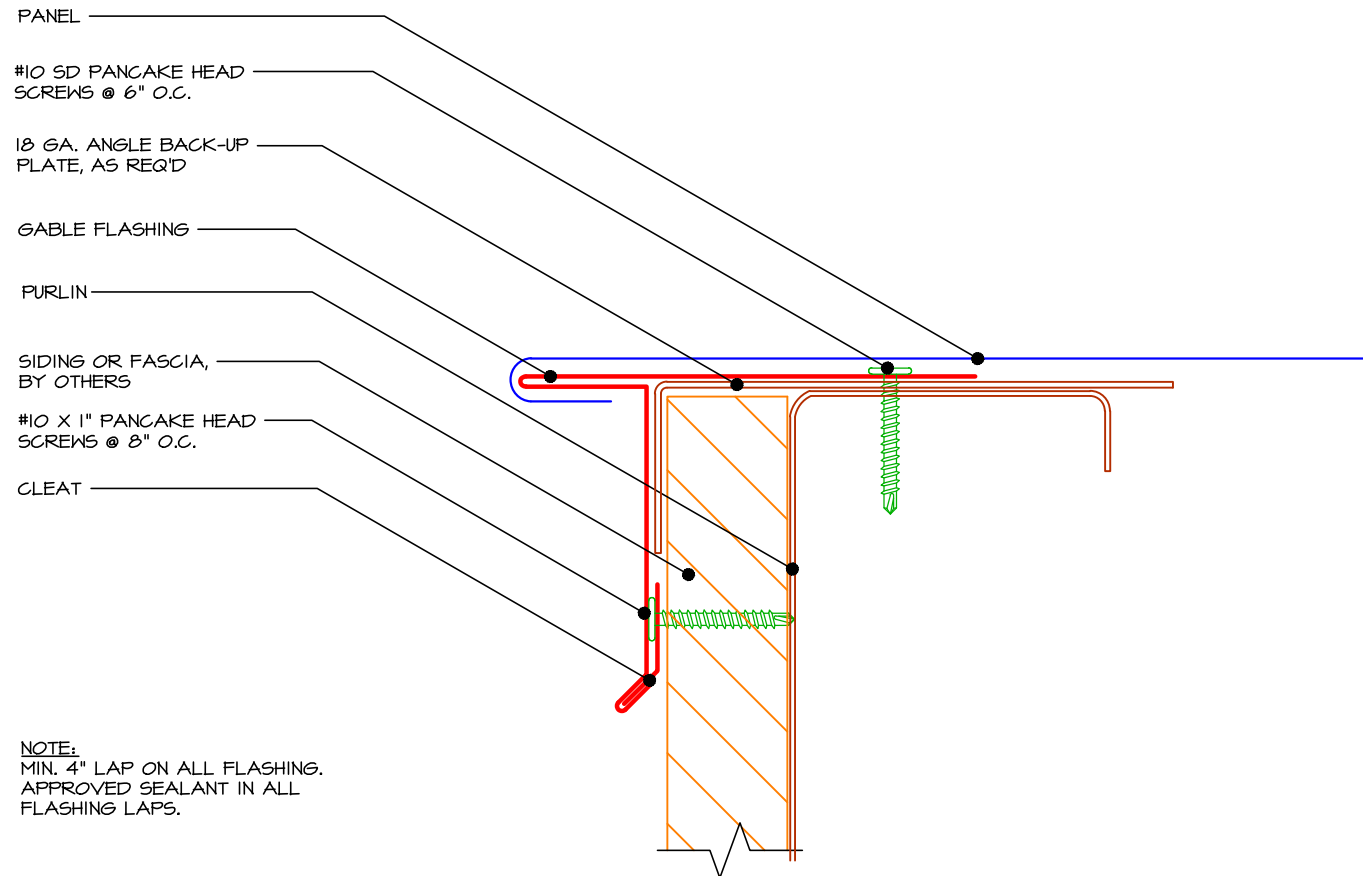 PANEL
#10 SD PANCAKE HEAD
SCREWS @ 6" O.C.
18 GA. ANGLE BACK-UP
PLATE, AS REQ'D
GABLE FLASHING
PURLIN
SIDING OR FASCIA,
BY OTHERS
#10 X 1" PANCAKE HEAD
SCREWS @ 8" O.C.
CLEAT
NOTE:
MIN. 4" LAP ON ALL FLASHING.
APPROVED SEALANT IN ALL
FLASHING LAPS.